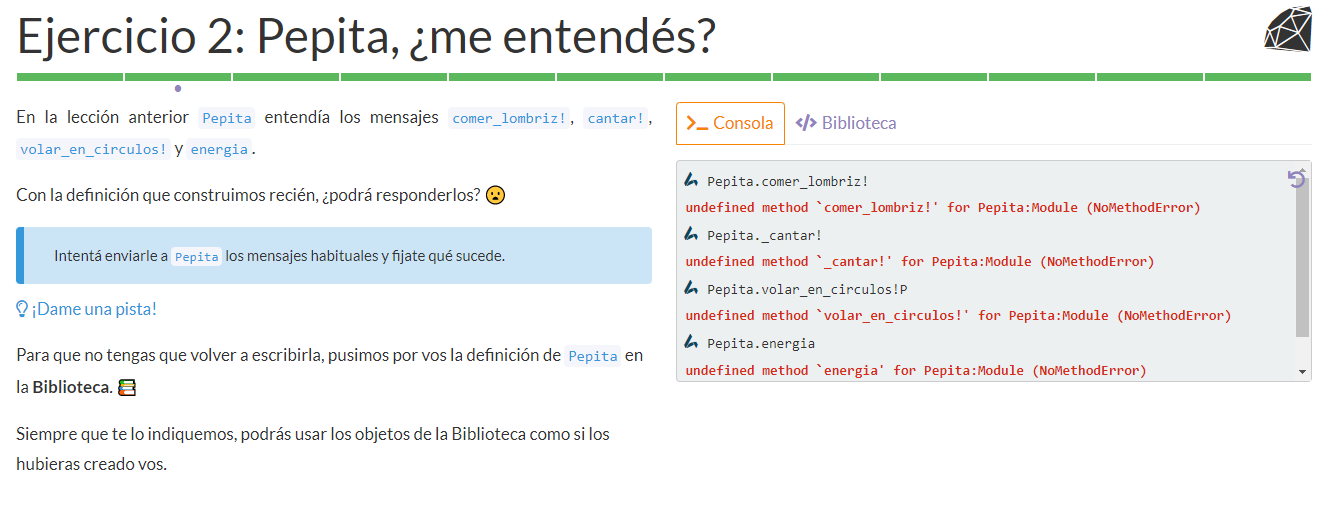 Ejercicio 2: Pepita, ¿me entendés?
En la lección anterior Pepita entendía los mensajes comer_lombriz!, cantar!,
volar_en_circulos! y energia.
Con la definición que construimos recién, ¿podrá responderlos? 😦
Intentá enviarle a Pepita los mensajes habituales y fijate qué sucede.
¡Dame una pista!
Para que no tengas que volver a escribirla, pusimos por vos la definición de Pepita en
la Biblioteca. 📚
Siempre que te lo indiquemos, podrás usar los objetos de la Biblioteca como si los
hubieras creado vos.
Consola
Biblioteca
Pepita.comer_lombriz!
undefined method `comer_lombriz!' for Pepita:Module (NoMethodError)
Pepita._cantar!
undefined method `_cantar!' for Pepita:Module (NoMethodError)
Pepita.volar_en_circulos!P
undefined method `volar_en_circulos!' for Pepita:Module (NoMethodError)
Pepita.energia
undefined method `energia' for Pepita:Module (NoMethodError)